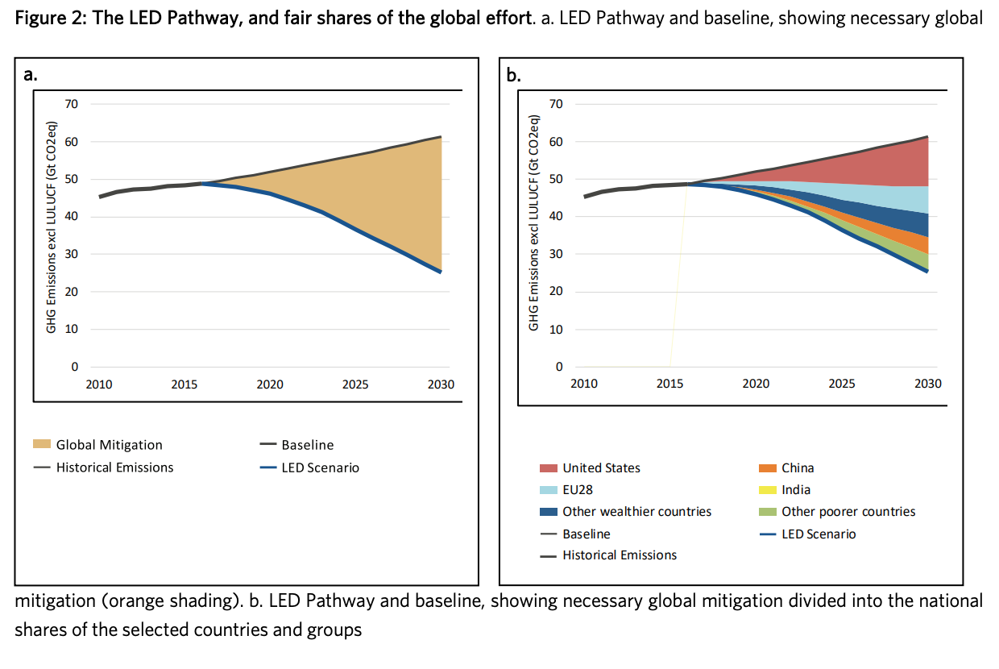 Figure 2: The LED Pathway, and fair shares of the global effort. a. LED Pathway and baseline, showing necessary global
a.
GHG Emissions excl LULUCF (Gt CO2eq)
70
60
50
40
30
20
10
0
2010 2015 2020 2025 2030
Global Mitigation Baseline
Historical Emissions LED Scenario
b.
GHG Emissions excl LULUCF (Gt CO2eq)
70
60
50
40
30
20
10
0
2010 2015 2020 2025 2030
United States China
EU28 India
Other wealthier countries Other poorer countries
Baseline LED Scenario
Historical Emissions
mitigation (orange shading). b. LED Pathway and baseline, showing necessary global mitigation divided into the national
shares of the selected countries and groups